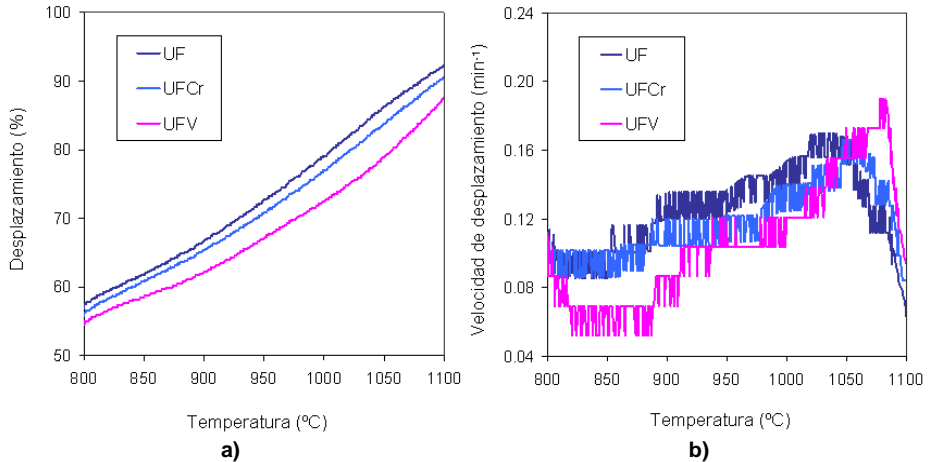 100
90
80
70
60
50
Desplazamiento (%)
UF
UFCr
UFV
800 850 900 950 1000 1050 1100
Temperatura (ºC)
a)
0.24
0.20
0.16
0.12
0.08
0.04
Velocidad de desplazamiento (min-1)
UF
UFCr
UFV
800 850 900 950 1000 1050 1100
Temperatura (ºC)
b)